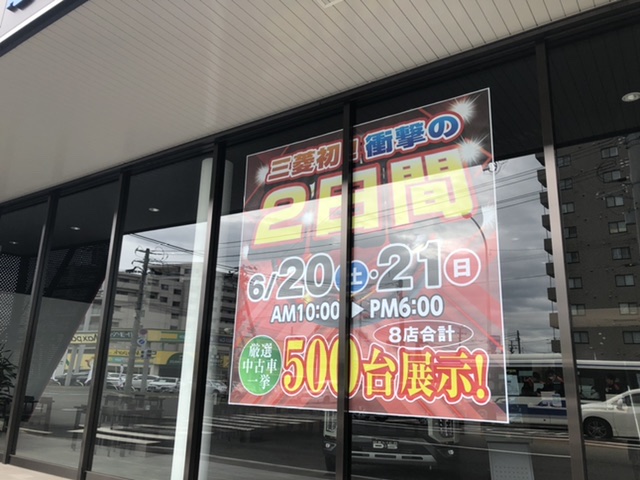 三菱初!衝撃の
2日間
6/20土・21日
AM10:00▶PM6:00
8店合計
厳選
中古車
一挙
500台展示!